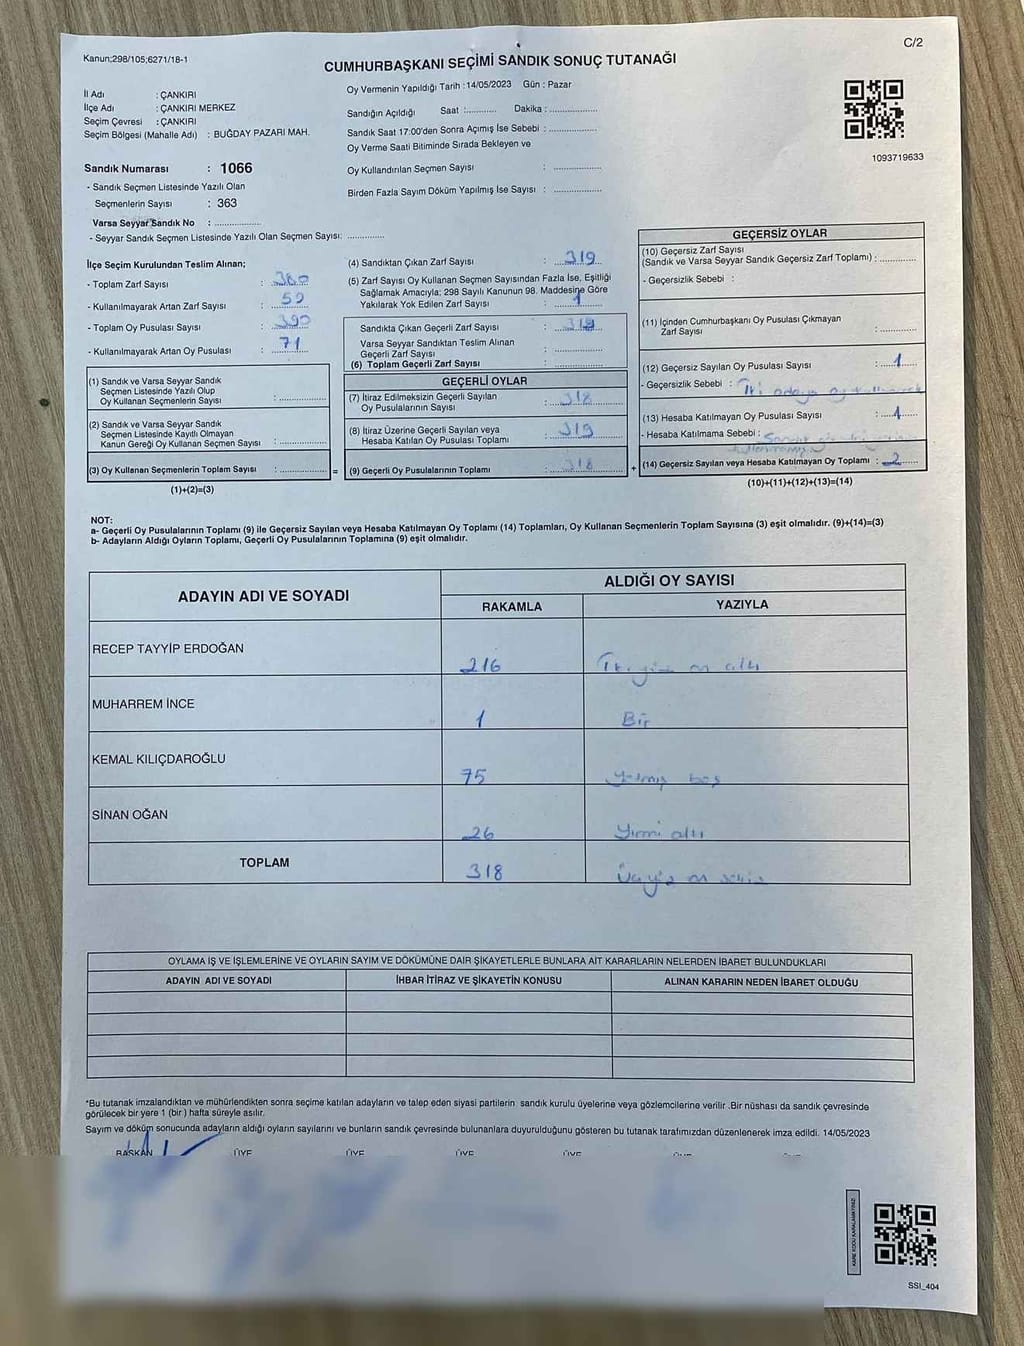 Kanun;298/105;6271/18-1
C/2
CUMHURBAŞKANI SEÇİMİ SANDIK SONUÇ TUTANAĞI
İl Adı : ÇANKIRI
İlçe Adı : ÇANKIRI MERKEZ
Seçim Çevresi : ÇANKIRI
Seçim Bölgesi (Mahalle Adı) : BUĞDAY PAZARI MAH.
Sandık Numarası : 1066
- Sandık Seçmen Listesinde Yazılı Olan
Seçmenlerin Sayısı : 363
Varsa Seyyar Sandık No : ..............
- Seyyar Sandık Seçmen Listesinde Yazılı Olan Seçmen Sayısı: ............
Oy Vermenin Yapıldığı Tarih : 14/05/2023 Gün : Pazar
Sandığın Açıldığı Saat :.......... Dakika : ................
Sandık Saat 17:00'den Sonra Açımış İse Sebebi : ................
Oy Verme Saati Bitiminde Sırada Bekleyen ve
Oy Kullandırılan Seçmen Sayısı : ................
Birden Fazla Sayım Döküm Yapılmış İse Sayısı : ................
1093719633
İlçe Seçim Kurulundan Teslim Alınan;
- Toplam Zarf Sayısı : 380
- Kullanılmayarak Artan Zarf Sayısı : 59
- Toplam Oy Pusulası Sayısı : 390
- Kullanılmayarak Artan Oy Pusulası : 71
(1) Sandık ve Varsa Seyyar Sandık
Seçmen Listesinde Yazılı Olup
Oy Kullanan Seçmenlerin Sayısı : ................
(2) Sandık ve Varsa Seyyar Sandık
Seçmen Listesinde Kayıtlı Olmayan
Kanun Gereği Oy Kullanan Seçmen Sayısı : ................
(3) Oy Kullanan Seçmenlerin Toplam Sayısı : ................ =
(1)+(2)=(3)
(4) Sandıktan Çıkan Zarf Sayısı : 319
(5) Zarf Sayısı Oy Kullanan Seçmen Sayısından Fazla İse, Eşitliği
Sağlamak Amacıyla; 298 Sayılı Kanunun 98. Maddesine Göre
Yakılarak Yok Edilen Zarf Sayısı : 1
Sandıkta Çıkan Geçerli Zarf Sayısı : 319
Varsa Seyyar Sandıktan Teslim Alınan
Geçerli Zarf Sayısı : ................
(6) Toplam Geçerli Zarf Sayısı
GEÇERLİ OYLAR
(7) İtiraz Edilmeksizin Geçerli Sayılan
Oy Pusulalarının Sayısı : 318
(8) İtiraz Üzerine Geçerli Sayılan veya
Hesaba Katılan Oy Pusulası Toplamı : 319
(9) Geçerli Oy Pusulalarının Toplamı : 318 +
GEÇERSİZ OYLAR
(10) Geçersiz Zarf Sayısı
(Sandık ve Varsa Seyyar Sandık Geçersiz Zarf Toplamı) : ............
- Geçersizlik Sebebi :
(11) İçinden Cumhurbaşkanı Oy Pusulası Çıkmayan
Zarf Sayısı : ............
(12) Geçersiz Sayılan Oy Pusulası Sayısı : 1
- Geçersizlik Sebebi : İki adaya oy
(13) Hesaba Katılmayan Oy Pusulası Sayısı : 1
- Hesaba Katılmama Sebebi :
(14) Geçersiz Sayılan veya Hesaba Katılmayan Oy Toplamı : 2
(10)+(11)+(12)+(13)=(14)
NOT:
a- Geçerli Oy Pusulalarının Toplamı (9) ile Geçersiz Sayılan veya Hesaba Katılmayan Oy Toplamı (14) Toplamları, Oy Kullanan Seçmenlerin Toplam Sayısına (3) eşit olmalıdır. (9)+(14)=(3)
b- Adayların Aldığı Oyların Toplamı, Geçerli Oy Pusulalarının Toplamına (9) eşit olmalıdır.
ADAYIN ADI VE SOYADI
ALDIĞI OY SAYISI
RAKAMLA YAZIYLA
RECEP TAYYİP ERDOĞAN 216 İkiyüz on altı
MUHARREM İNCE 1 Bir
KEMAL KILIÇDAROĞLU 75 Yetmiş beş
SİNAN OĞAN 26 Yirmi altı
TOPLAM 318 Üçyüz on sekiz
OYLAMA İŞ VE İŞLEMLERİNE VE OYLARIN SAYIM VE DÖKÜMÜNE DAİR ŞİKAYETLERLE BUNLARA AİT KARARLARIN NELERDEN İBARET BULUNDUKLARI
ADAYIN ADI VE SOYADI İHBAR İTİRAZ VE ŞİKAYETİN KONUSU ALINAN KARARIN NEDEN İBARET OLDUĞU
*Bu tutanak imzalandıktan ve mühürlendikten sonra seçime katılan adayların ve talep eden siyasi partilerin sandık kurulu üyelerine veya gözlemcilerine verilir .Bir nüshası da sandık çevresinde
görülecek bir yere 1 (bir ) hafta süreyle asılır.
Sayım ve döküm sonucunda adayların aldığı oyların sayılarını ve bunların sandık çevresinde bulunanlara duyurulduğunu gösteren bu tutanak tarafımızdan düzenlenerek imza edildi. 14/05/2023
BAŞKAN ÜYE ÜYE ÜYE ÜYE ÜYE
KARE KODU KARALAMAYINIZ
SSI_404